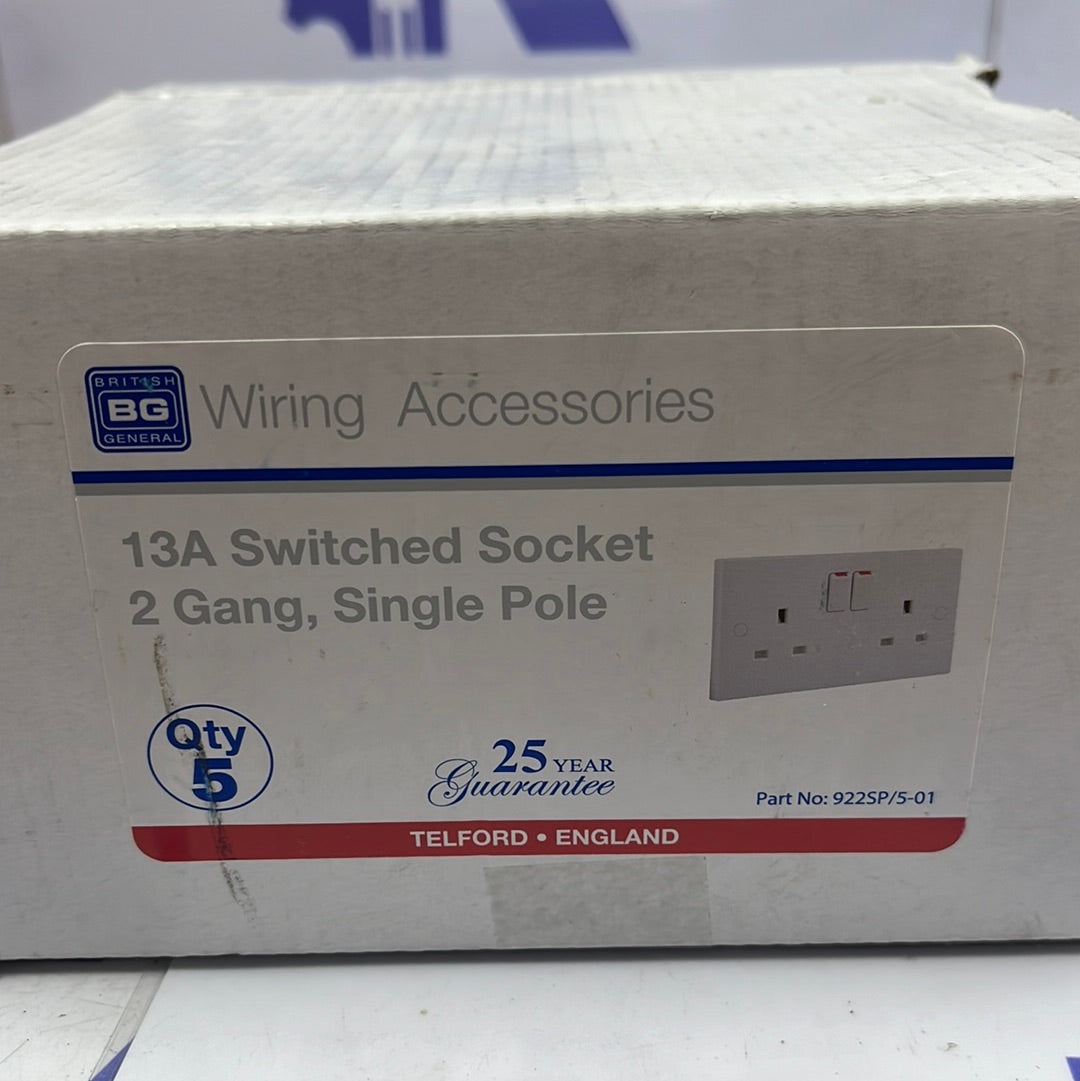 BRITISH
BG
GENERAL
Wiring Accessories
13A Switched Socket
2 Gang, Single Pole
Qty
5
25 YEAR
Guarantee
Part No: 922SP/5-01
TELFORD • ENGLAND